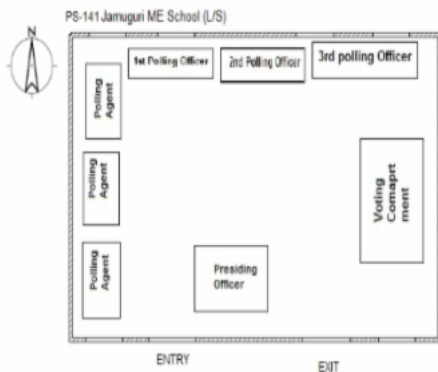 PS-141 Jamuguri ME School (L/S)
N
1st Polling Officer
2nd Polling Officer
3rd polling Officer
Polling
Agent
Polling
Agent
Polling
Agent
Voting
Comaprt
ment
Presiding
Officer
ENTRY
EXIT